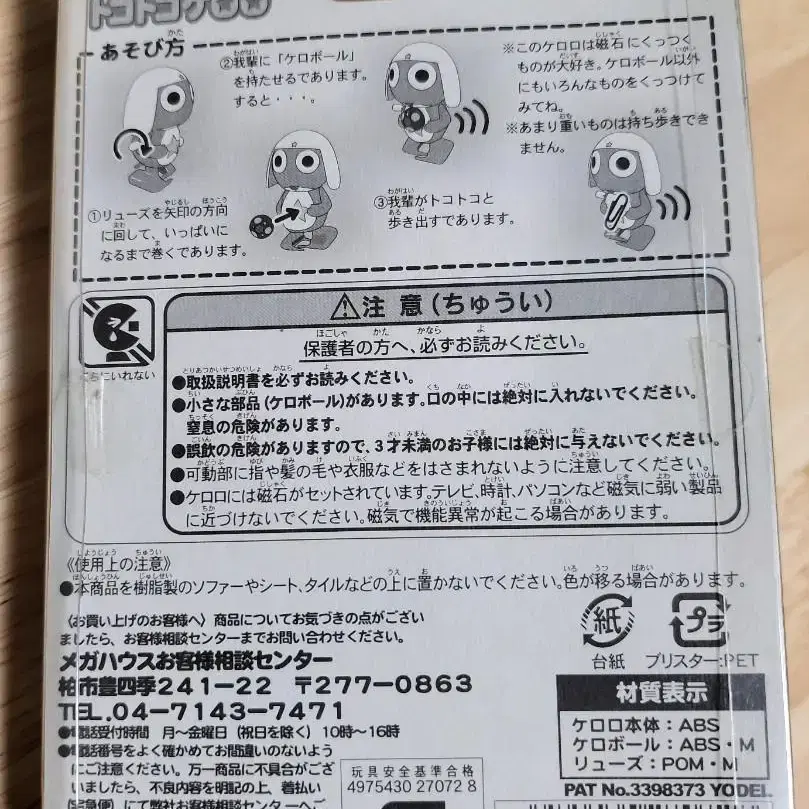 トコトコケロロ
あそび方
①リューズを矢印の方向
に回して、いっぱいに
なるまで巻くであります。
②我輩に「ケロボール」
を持たせるであります。
すると・・・。
③我輩がトコトコと
歩き出すであります。
※このケロロは磁石にくっつく
ものが大好き。ケロボール以外
にもいろんなものをくっつけて
みてね。
※あまり重いものは持ち歩きでき
ません。
ちにいれない
⚠注意(ちゅうい)
保護者の方へ、必ずお読みください。
●取扱説明書を必ずお読みください。
●小さな部品(ケロボール)があります。口の中には絶対に入れないでください。
窒息の危険があります。
●誤飲の危険がありますので、3才未満のお子様には絶対に与えないでください。
●可動部に指や髪の毛や衣服などをはさまれないように注意してください。
●ケロロには磁石がセットされています。テレビ、時計、パソコンなど磁気に弱い製品
に近づけないでください。磁気で機能異常が起こる場合があります。
《使用上の注意》
●本商品を樹脂製のソファーやシート、タイルなどの上に置かないでください。色が移る場合があります。
〈お買い上げのお客様へ〉商品についてお気づきの点がござい
ましたら、お客様相談センターまでお問い合わせください。
メガハウスお客様相談センター
柏市豊四季241-22 〒277-0863
TEL.04-7143-7471
●電話受付時間 月〜金曜日(祝日を除く)10時〜16時
●電話番号をよく確かめてお間違いのないよう
にご注意ください。万一商品に不具合がござ
いましたら、不良内容を明記の上、着払い
(宅急便)にて弊社お客様相談センターへご
紙
台紙
プラ
ブリスター:PET
材質表示
ケロロ本体:ABS
ケロボール:ABS・M
リューズ:POM・M
PAT No.3398373 YODEL
玩具安全基準合格
4975430 27072 8